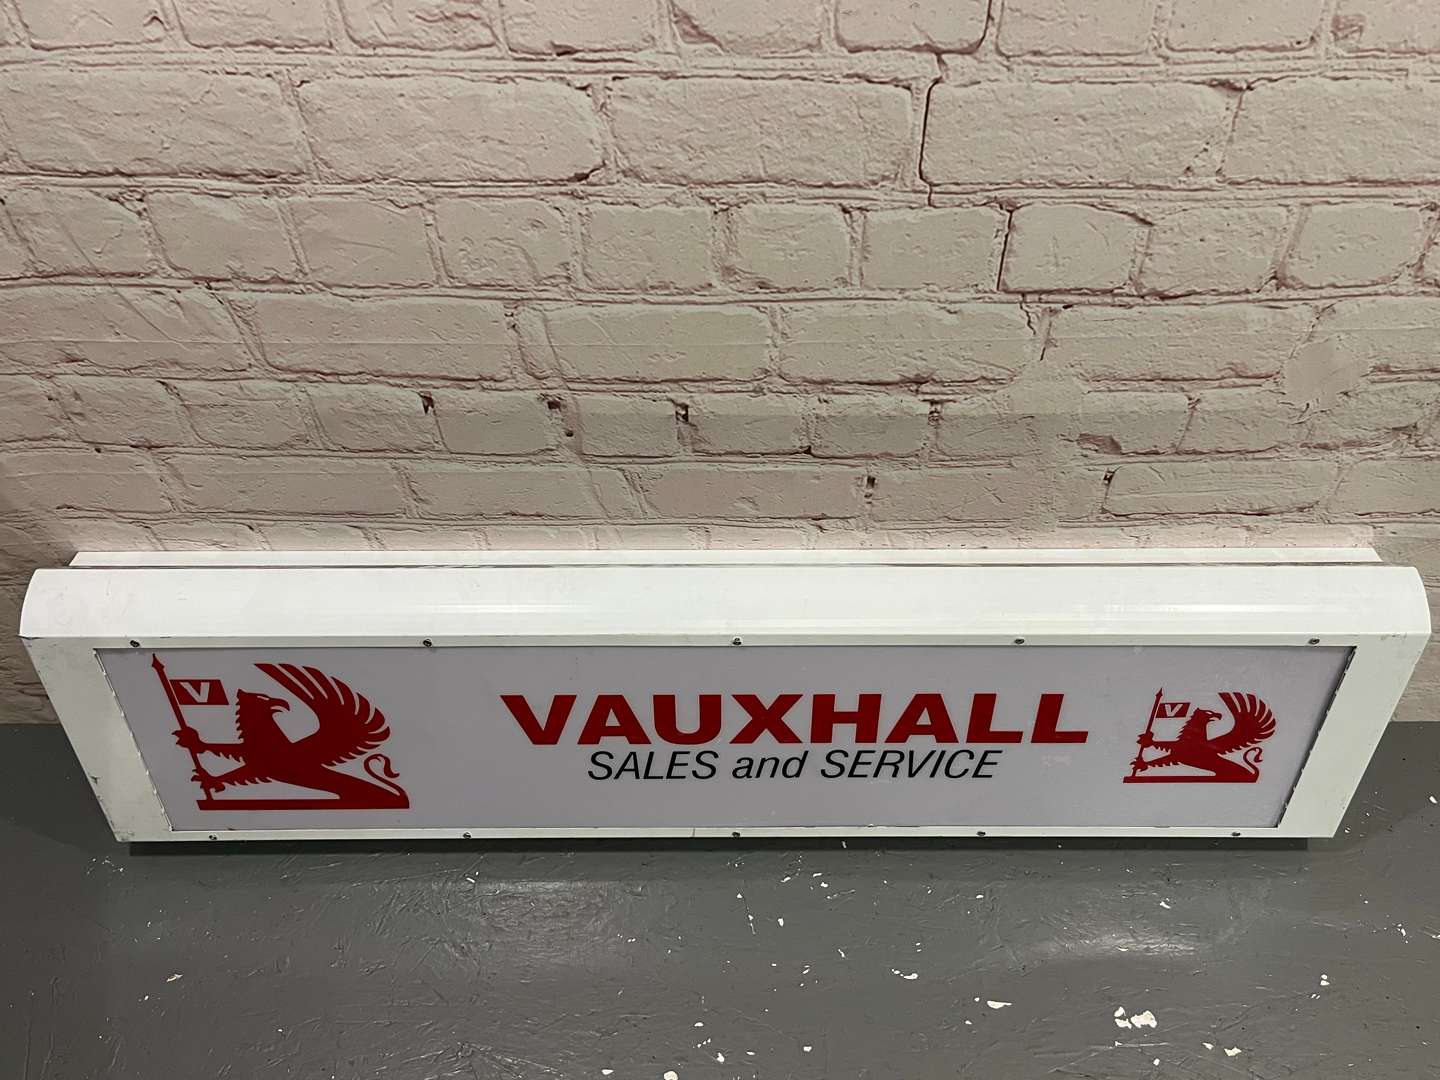 V
VAUXHALL
SALES and SERVICE
V